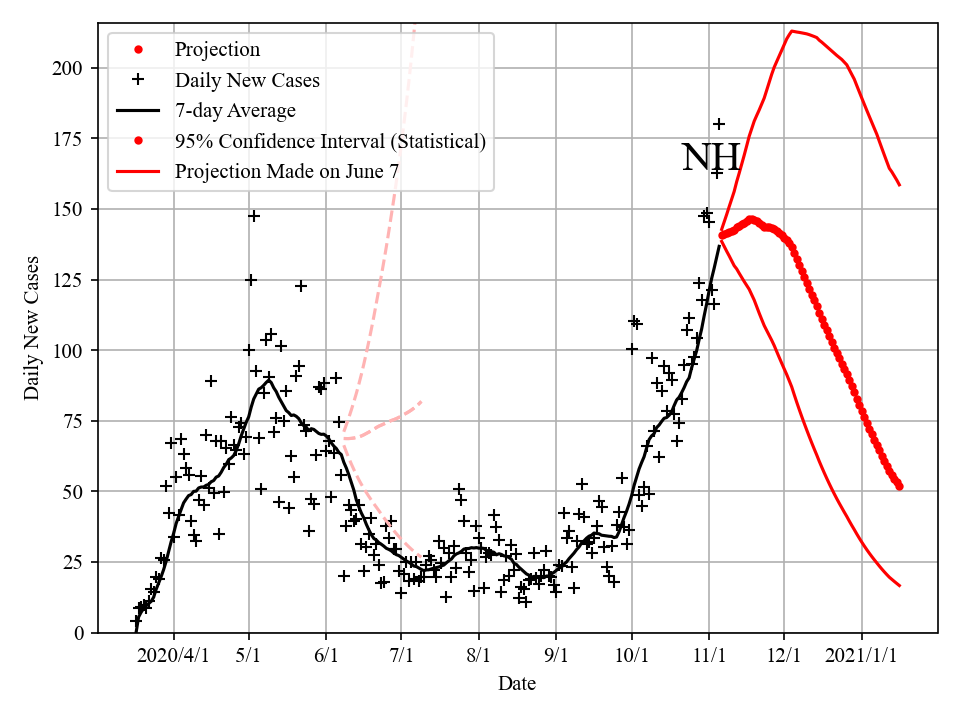 Projection
Daily New Cases
7-day Average
95% Confidence Interval (Statistical)
Projection Made on June 7
NH
Daily New Cases
200
175
150
125
100
75
50
25
0
2020/4/1 5/1 6/1 7/1 8/1 9/1 10/1 11/1 12/1 2021/1/1
Date